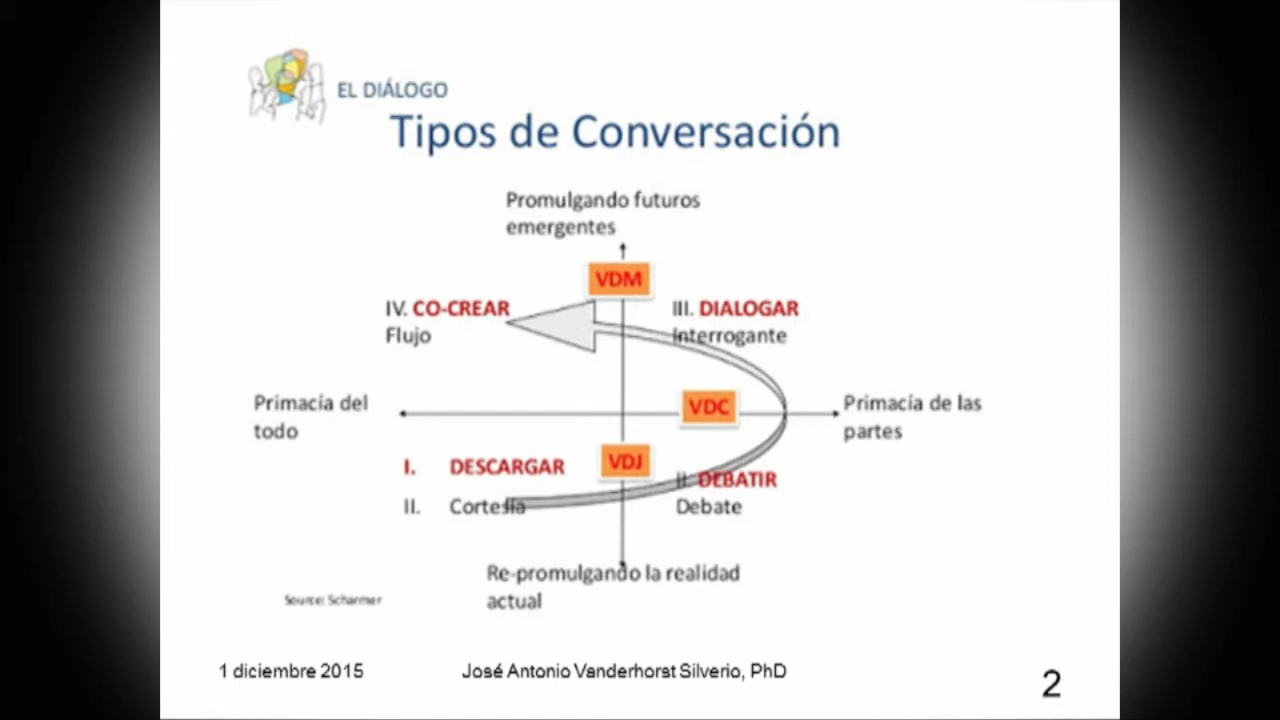 EL DIÁLOGO
Tipos de Conversación
Promulgando futuros
emergentes
VDM
IV. CO-CREAR
Flujo
III. DIALOGAR
Interrogante
Primacía del
todo
VDC
Primacía de las
partes
I. DESCARGAR
II. Cortesía
VDJ
II. DEBATIR
Debate
Re-promulgando la realidad
actual
Source: Scharmer
1 diciembre 2015
José Antonio Vanderhorst Silverio, PhD
2